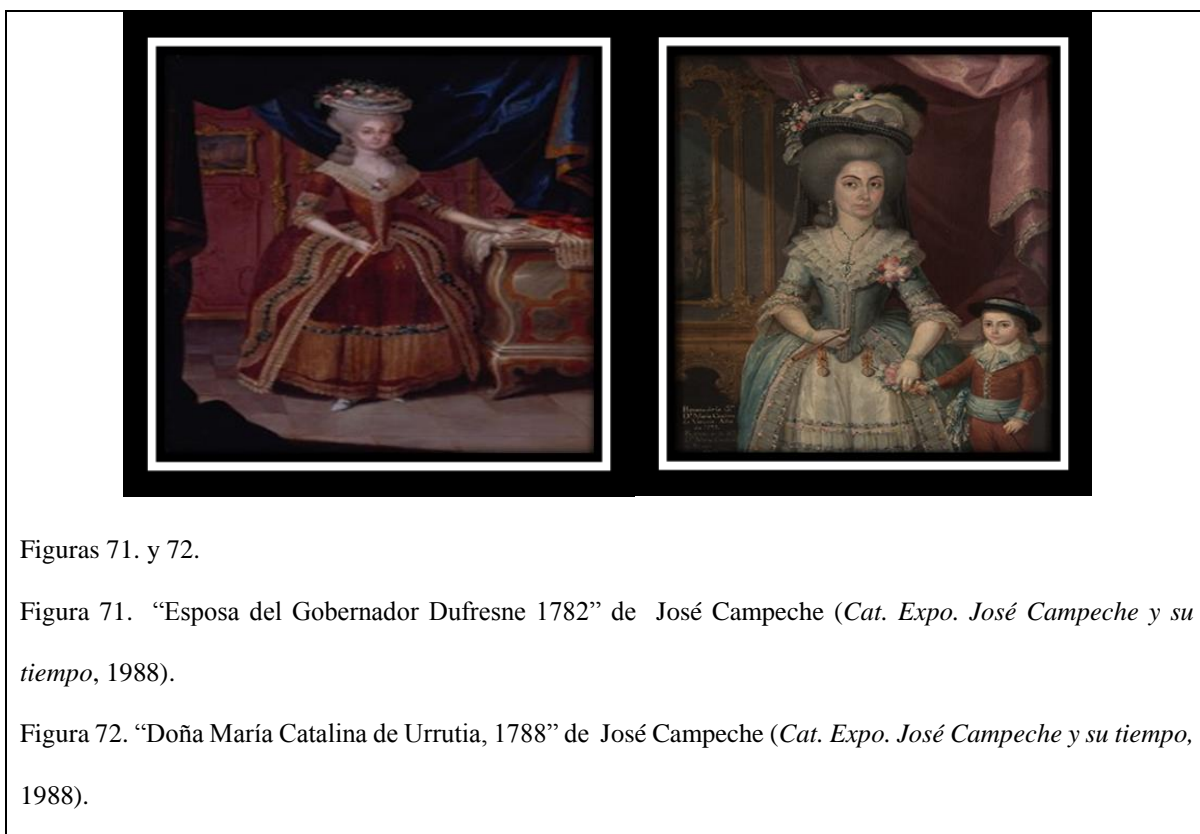 Figuras 71. y 72.
Figura 71. “Esposa del Gobernador Dufresne 1782” de José Campeche (Cat. Expo. José Campeche y su
tiempo, 1988).
Figura 72. “Doña María Catalina de Urrutia, 1788” de José Campeche (Cat. Expo. José Campeche y su tiempo,
1988).